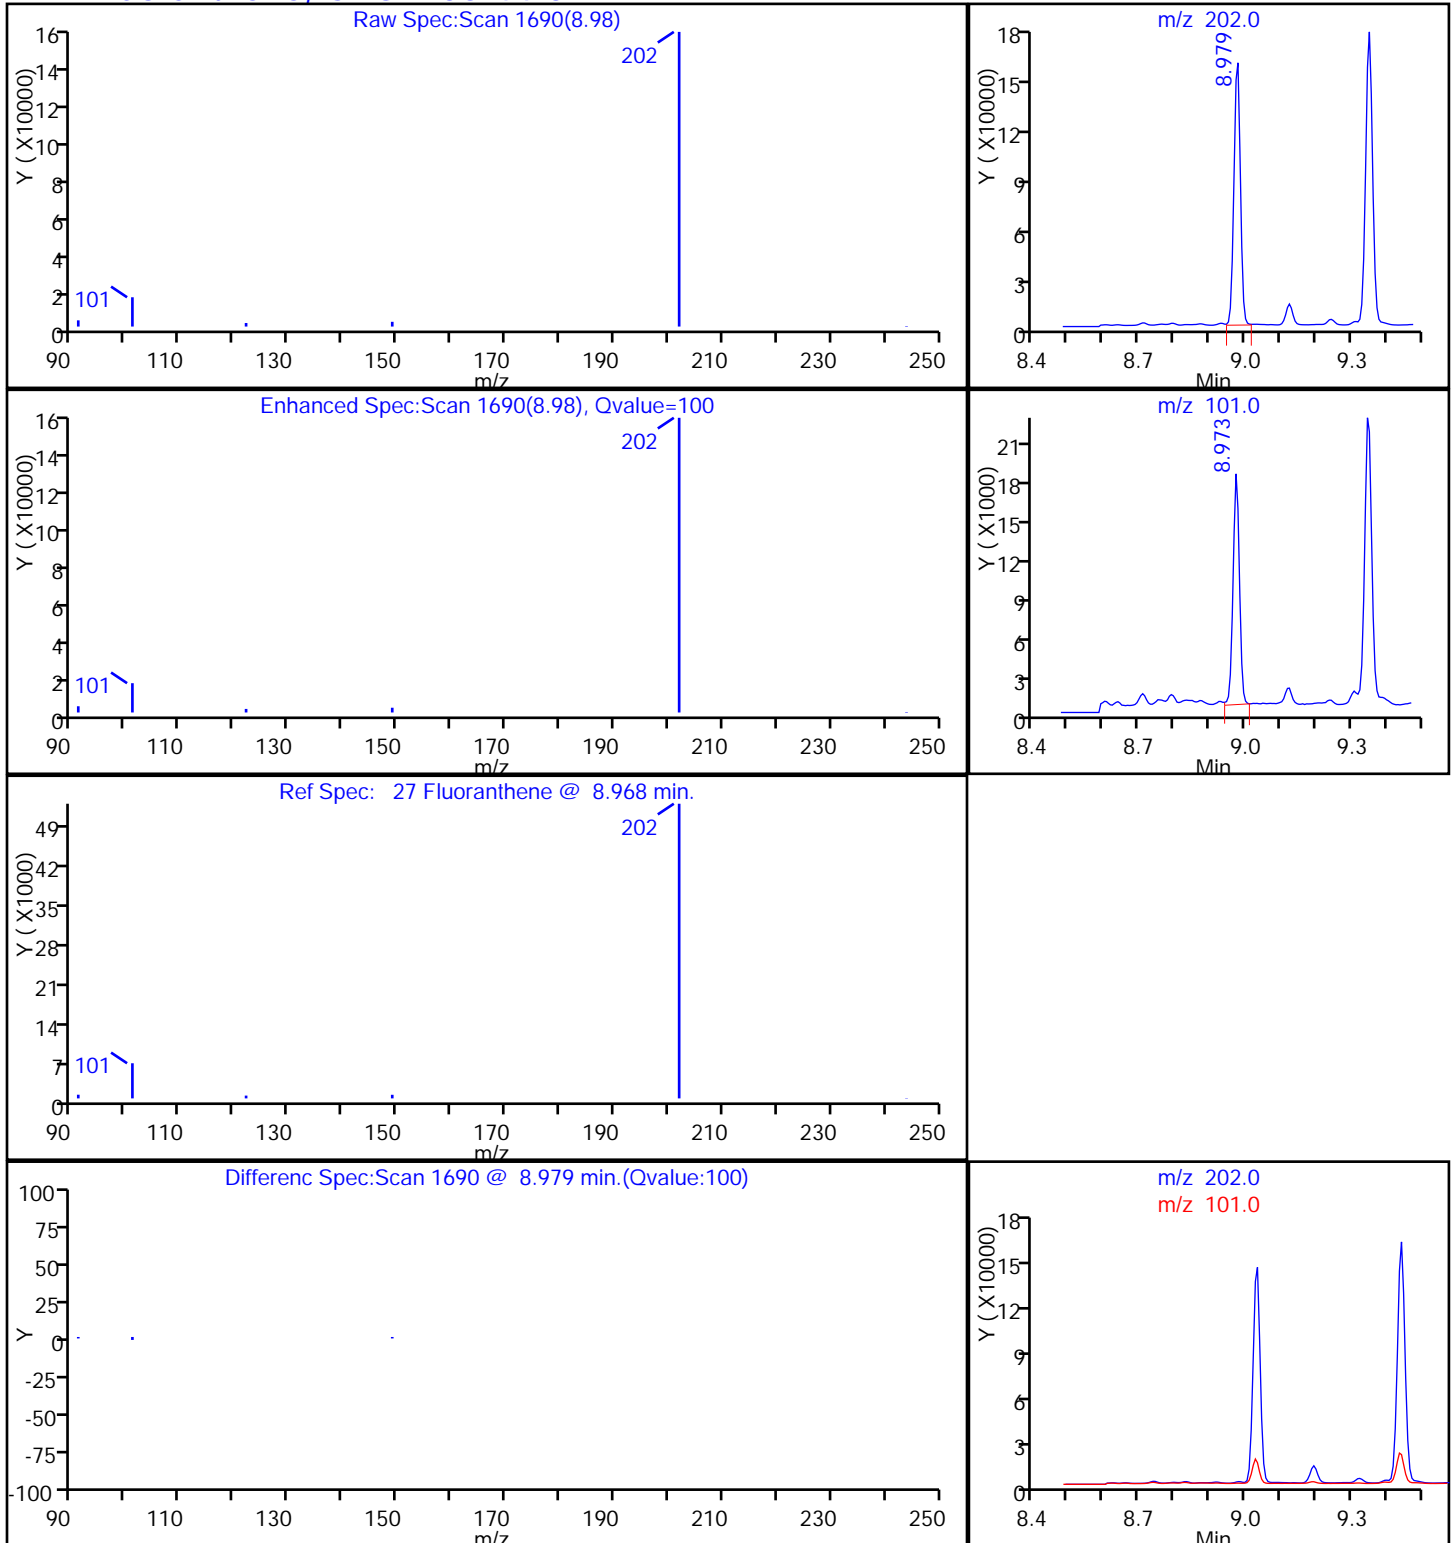 Raw Spec:Scan 1690(8.98)
16
14
12
10
8
6
4
2
0
Y ( X10000)
202
101
90 110 130 150 170 190 210 230 250
m/z
m/z 202.0
18
15
12
9
6
3
0
Y ( X10000)
8.979
8.4 8.7 9.0 9.3
Min
Enhanced Spec:Scan 1690(8.98), Qvalue=100
16
14
12
10
8
6
4
2
0
Y ( X10000)
202
101
90 110 130 150 170 190 210 230 250
m/z
m/z 101.0
21
18
15
12
9
6
3
0
Y ( X1000)
8.973
8.4 8.7 9.0 9.3
Min
Ref Spec: 27 Fluoranthene @ 8.968 min.
49
42
35
28
21
14
7
0
Y ( X1000)
202
101
90 110 130 150 170 190 210 230 250
m/z
Differenc Spec:Scan 1690 @ 8.979 min.(Qvalue:100)
100
75
50
25
0
-25
-50
-75
-100
Y
90 110 130 150 170 190 210 230 250
m/z
m/z 202.0
m/z 101.0
18
15
12
9
6
3
0
Y ( X10000)
8.4 8.7 9.0 9.3
Min